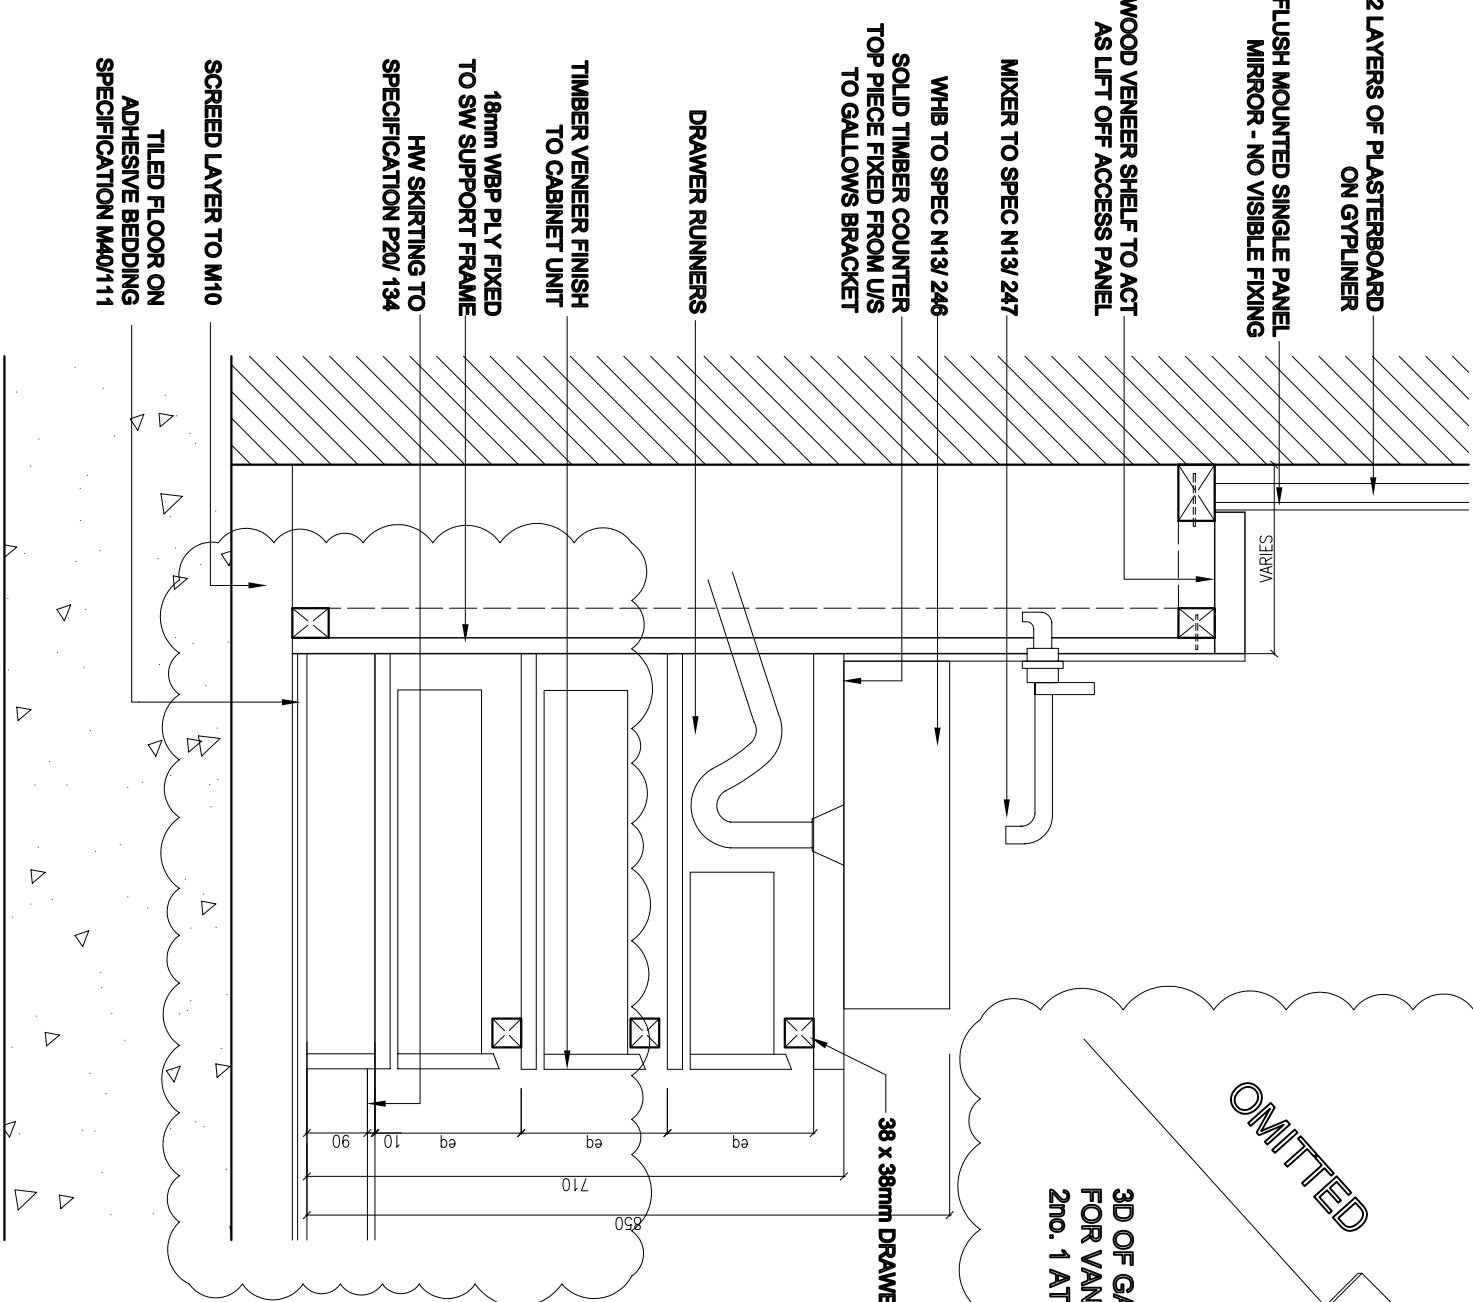 2 LAYERS OF PLASTERBOARD
ON GYPLINER
FLUSH MOUNTED SINGLE PANEL
MIRROR - NO VISIBLE FIXING
WOOD VENEER SHELF TO ACT
AS LIFT OFF ACCESS PANEL
MIXER TO SPEC N13/ 247
WHB TO SPEC N13/ 246
SOLID TIMBER COUNTER
TOP PIECE FIXED FROM U/S
TO GALLOWS BRACKET
DRAWER RUNNERS
TIMBER VENEER FINISH
TO CABINET UNIT
18mm WBP PLY FIXED
TO SW SUPPORT FRAME
HW SKIRTING TO
SPECIFICATION P20/ 134
SCREED LAYER TO M10
TILED FLOOR ON
ADHESIVE BEDDING
SPECIFICATION M40/111
VARIES
OMITTED
3D OF GA
FOR VAN
2no. 1 AT
38 x 38mm DRAWE
eq
eq
eq
10
90
710
850